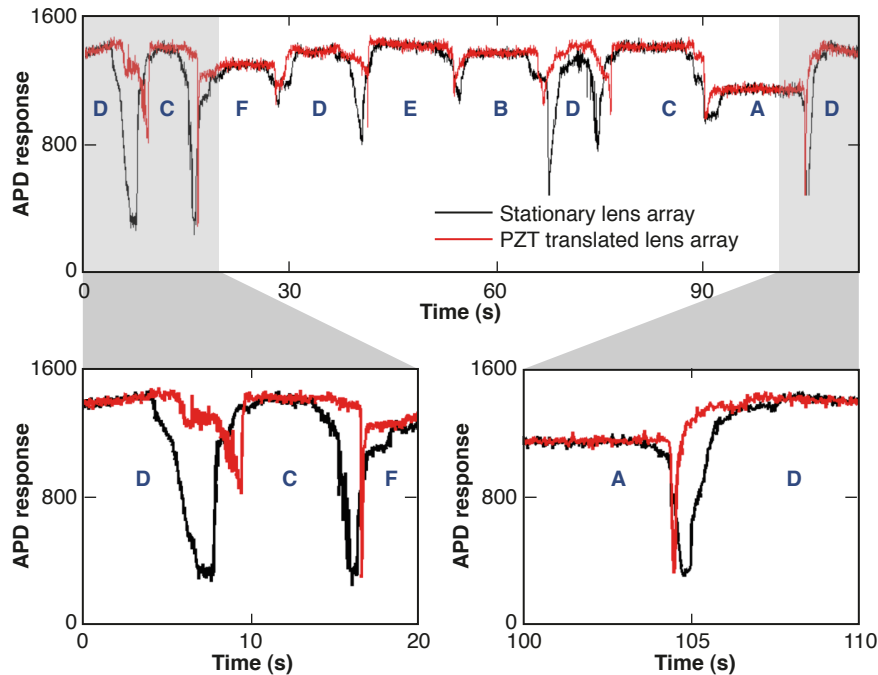 1600
800
0
APD response
D C F D E B D C A D
Stationary lens array
PZT translated lens array
0 30 60 90
Time (s)
1600
800
0
APD response
D C F
0 10 20
Time (s)
1600
800
0
APD response
A D
100 105 110
Time (s)